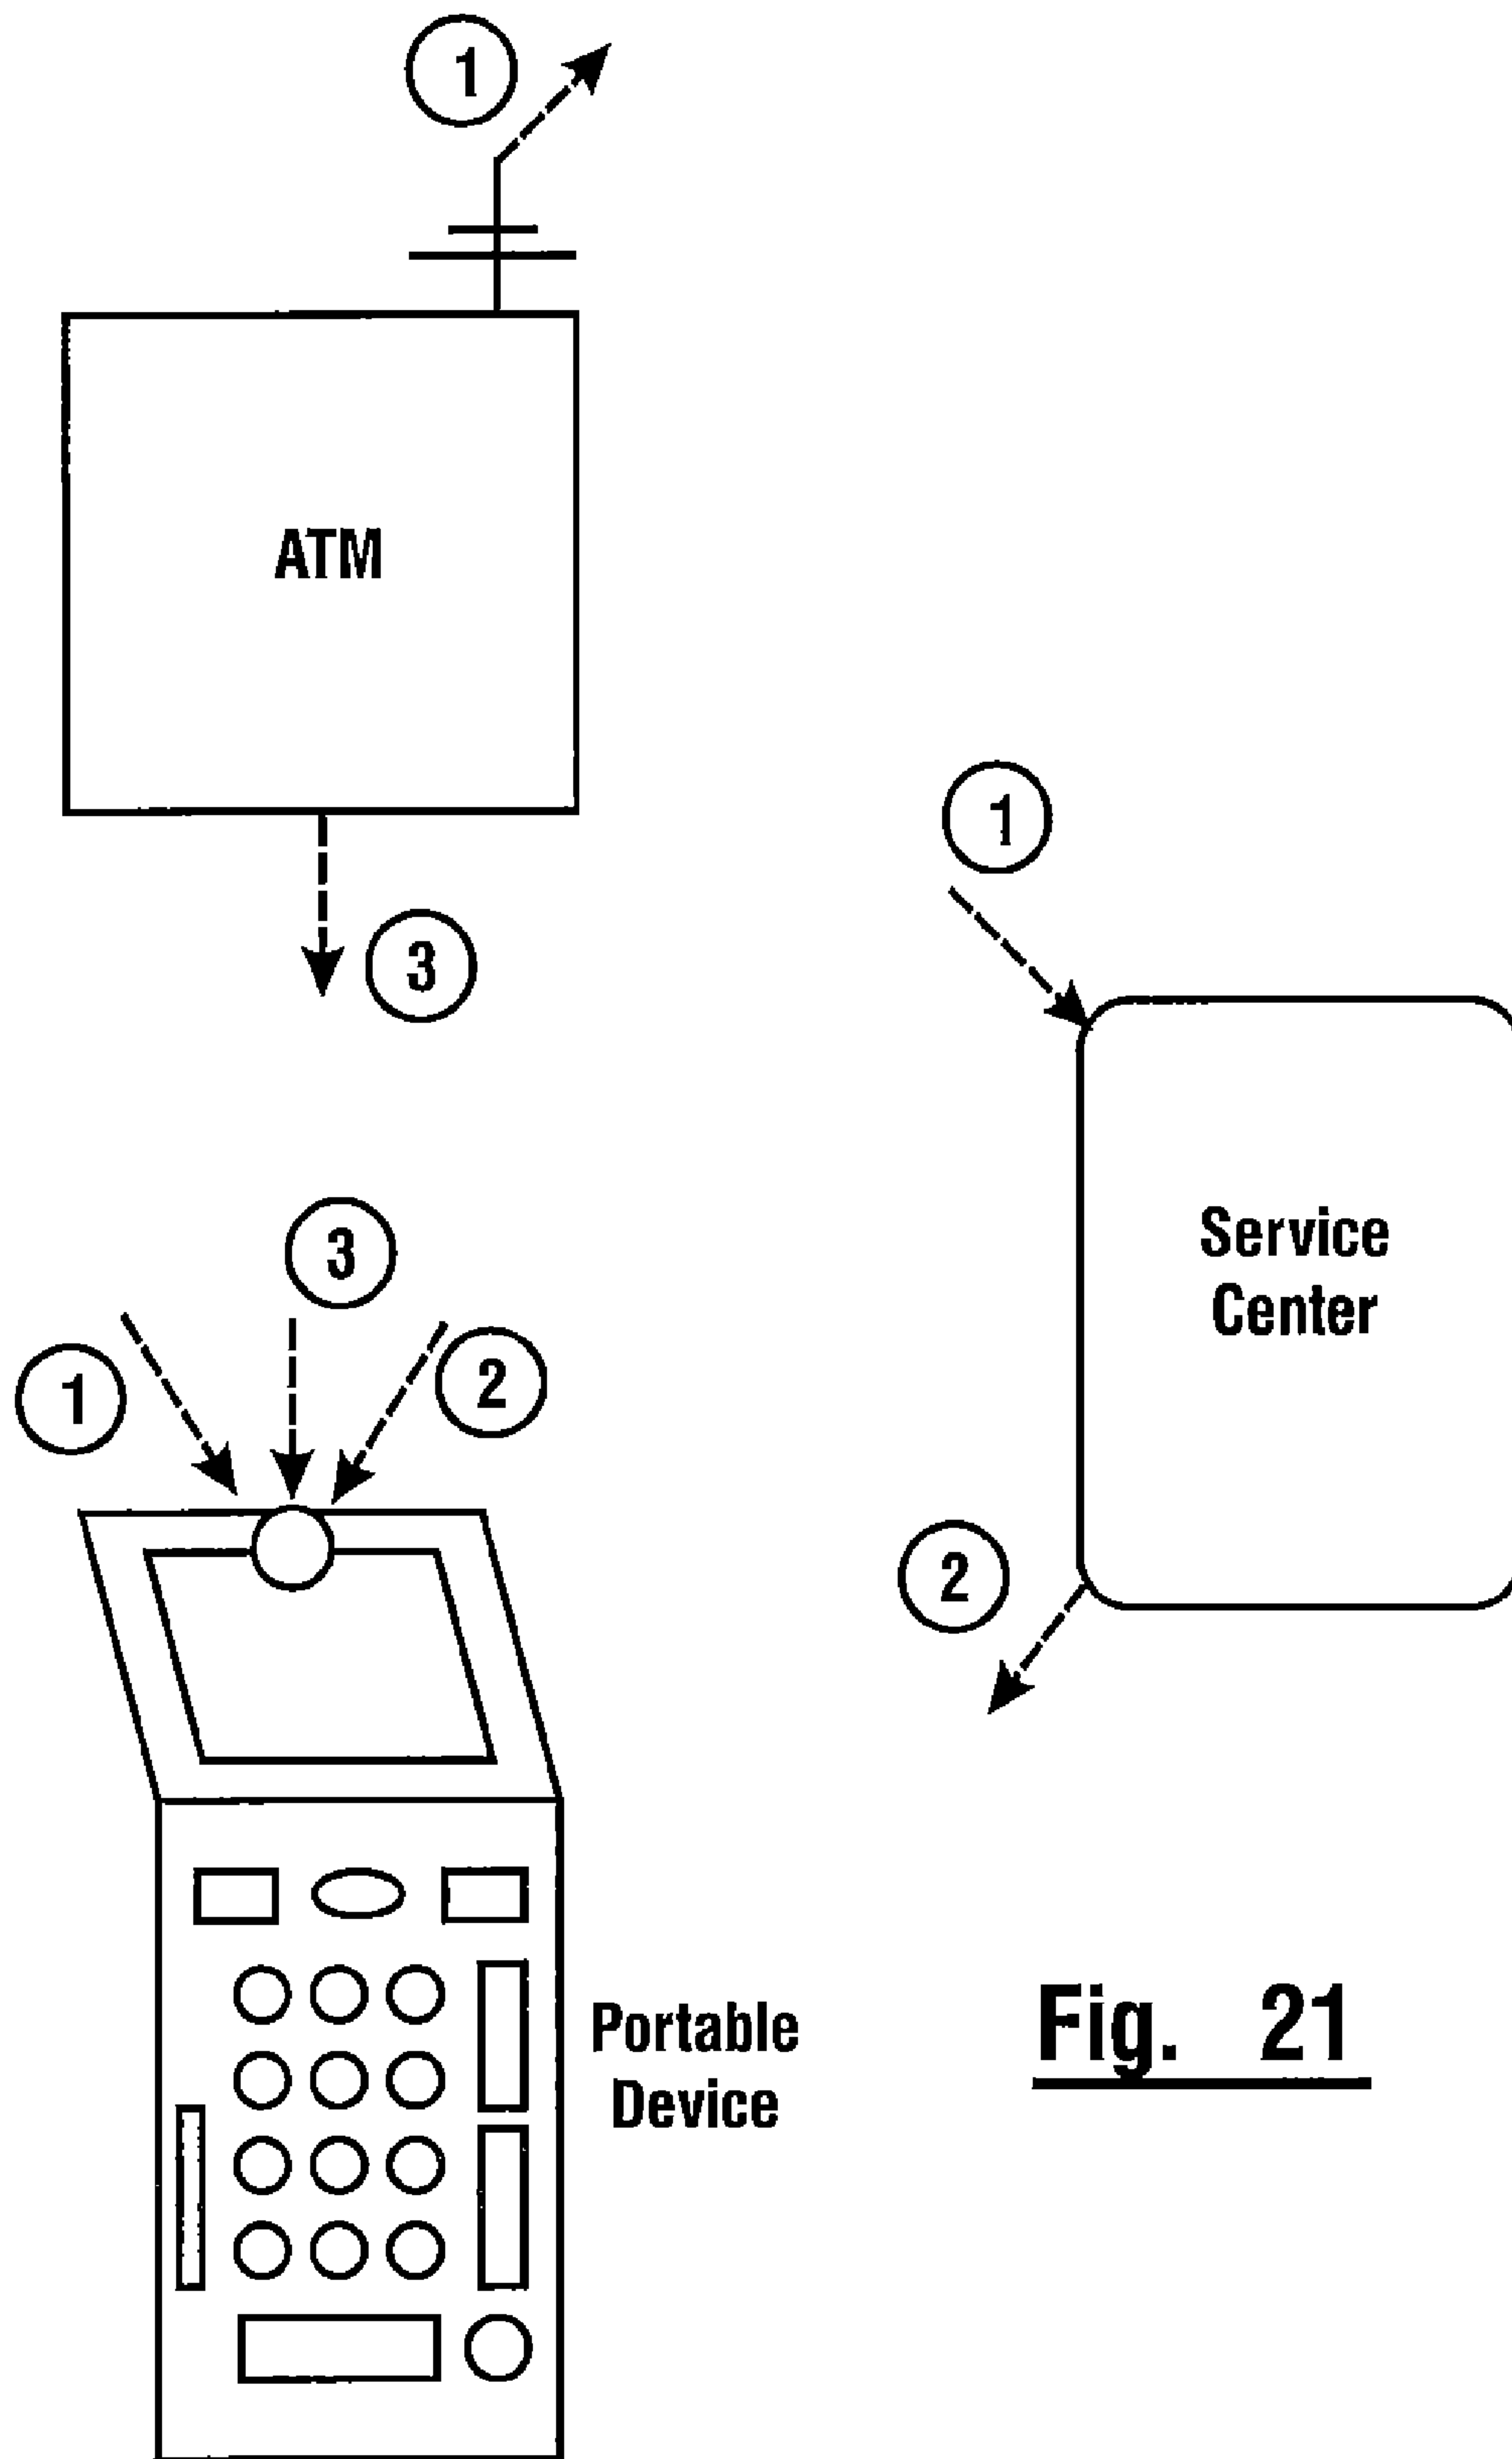 1
ATM
3
1
Service
Center
3
1
2
2
Portable
Device
Fig. 21